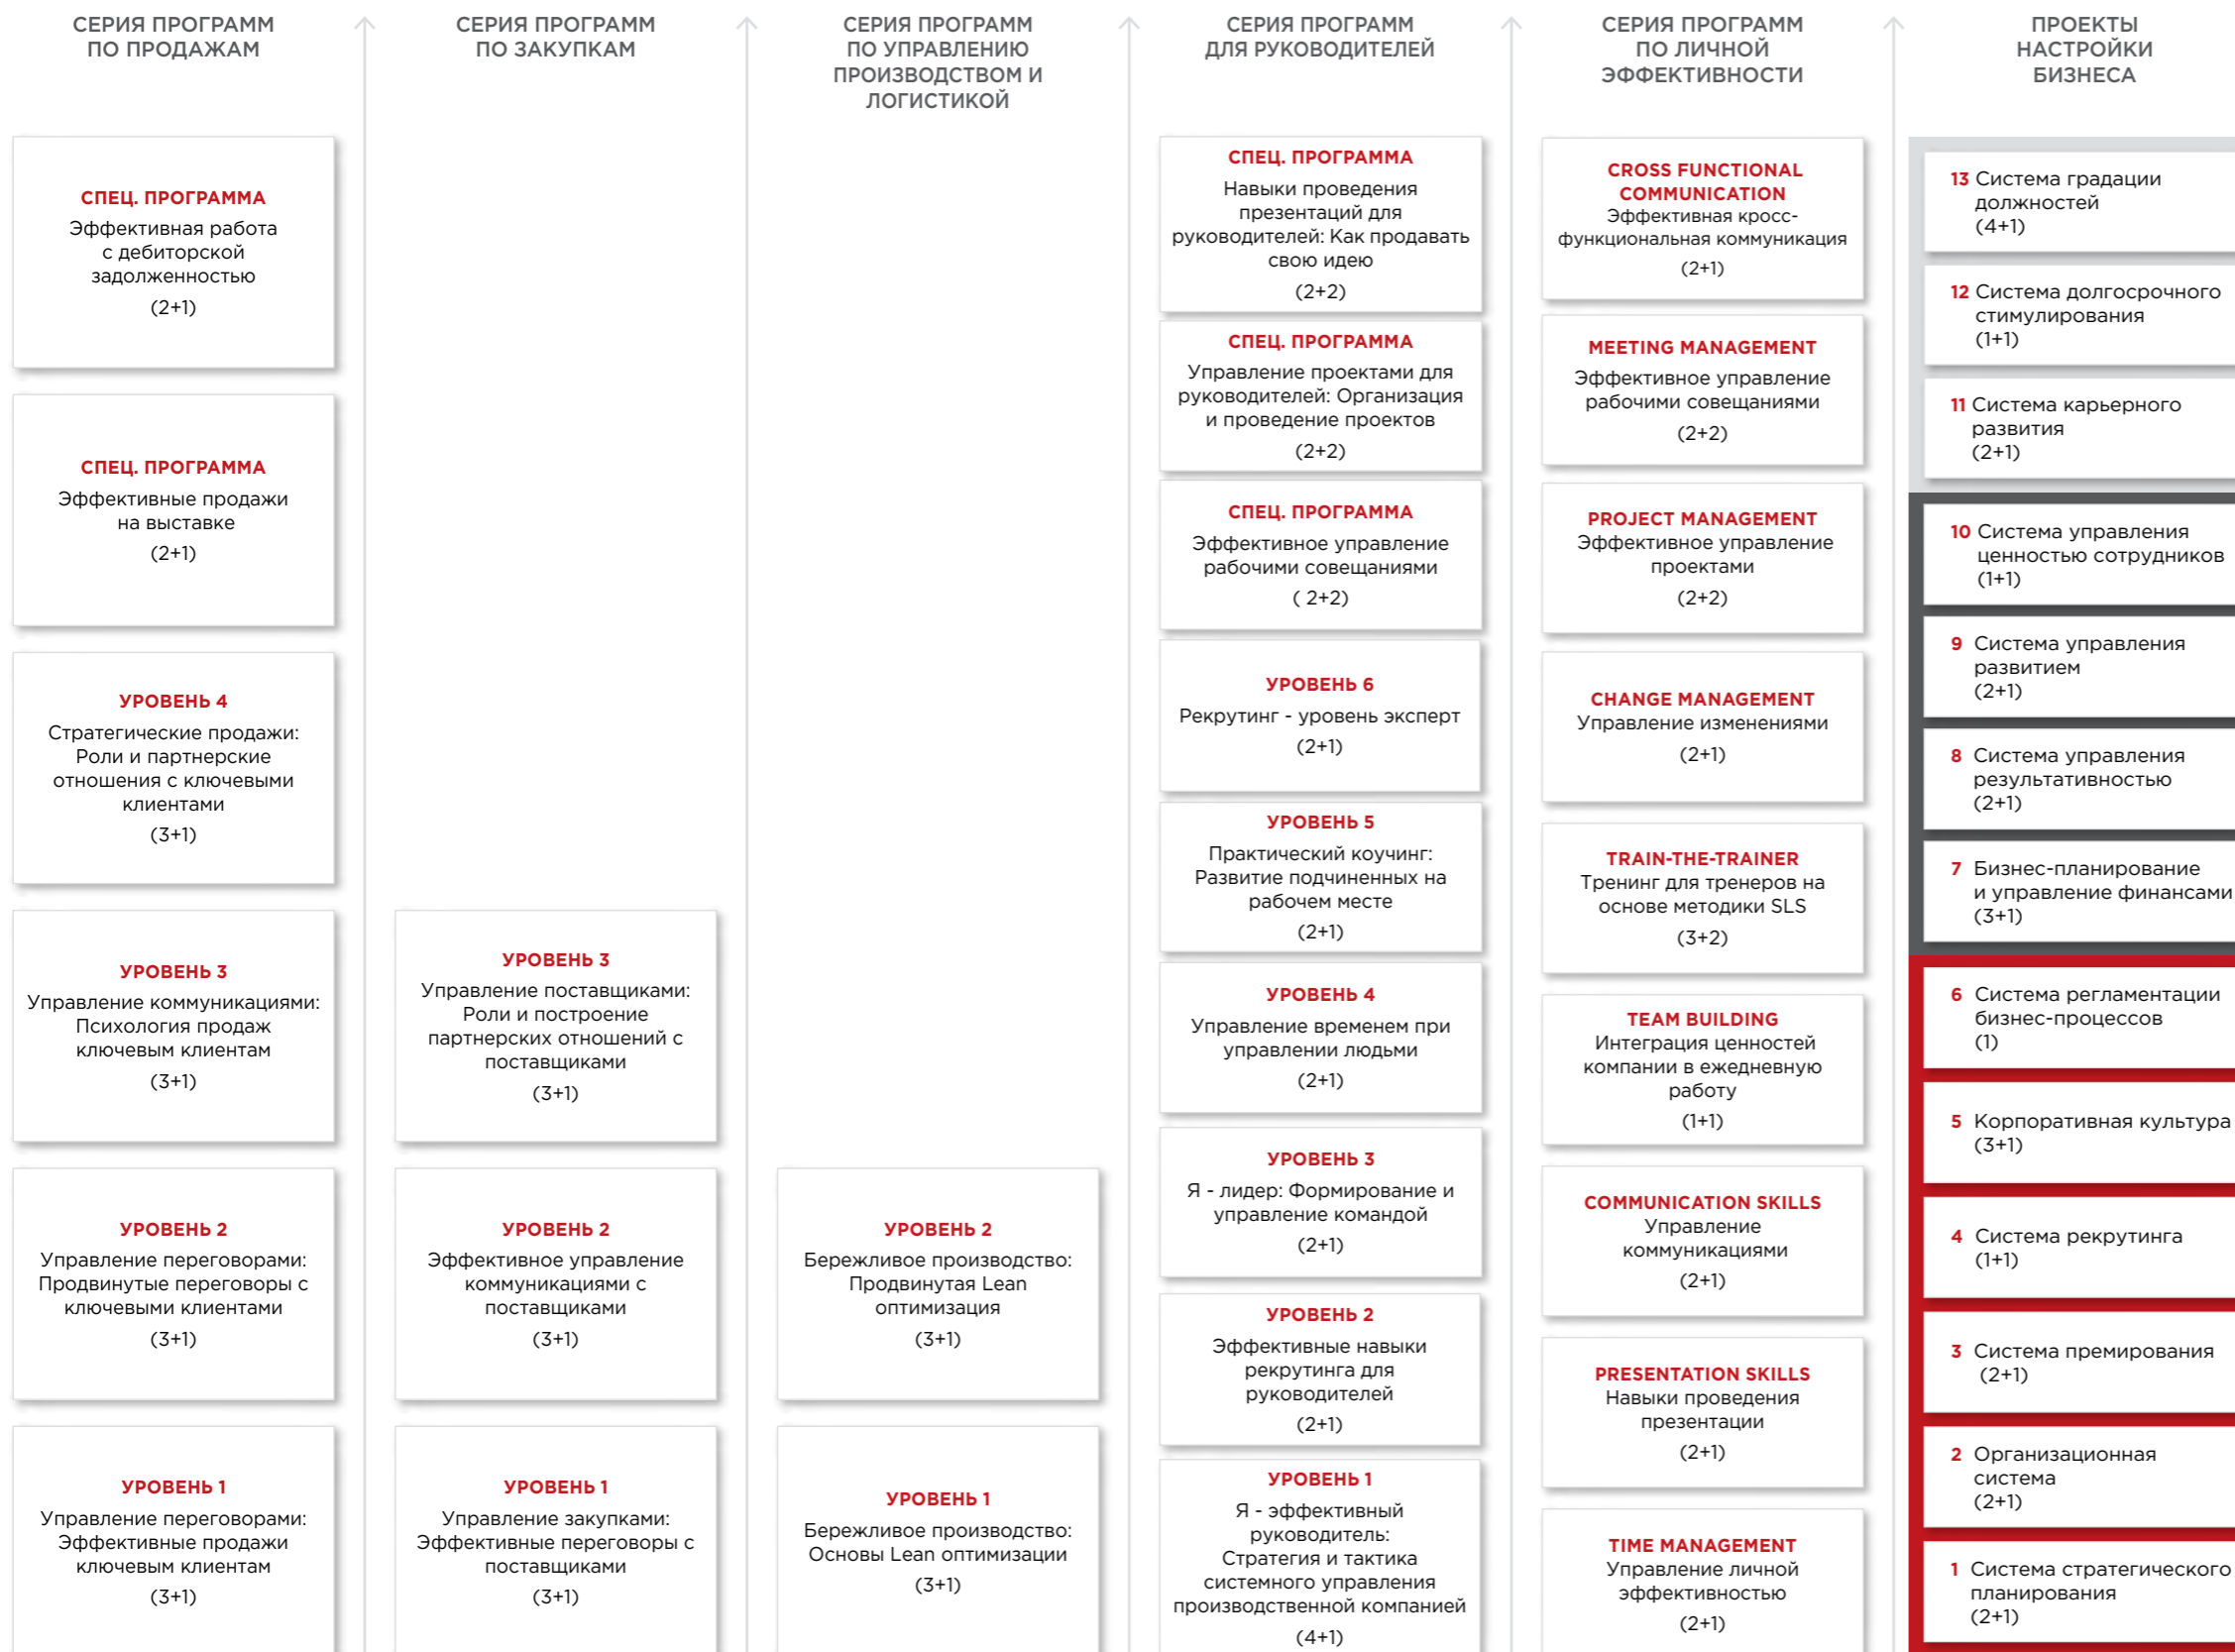 СЕРИЯ ПРОГРАММ
ПО ПРОДАЖАМ
СПЕЦ. ПРОГРАММА
Эффективная работа
с дебиторской
задолженностью
(2+1)
СПЕЦ. ПРОГРАММА
Эффективные продажи
на выставке
(2+1)
УРОВЕНЬ 4
Стратегические продажи:
Роли и партнерские
отношения с ключевыми
клиентами
(3+1)
УРОВЕНЬ 3
Управление коммуникациями:
Психология продаж
ключевым клиентам
(3+1)
УРОВЕНЬ 2
Управление переговорами:
Продвинутые переговоры с
ключевыми клиентами
(3+1)
УРОВЕНЬ 1
Управление переговорами:
Эффективные продажи
ключевым клиентам
(3+1)
СЕРИЯ ПРОГРАММ
ПО ЗАКУПКАМ
УРОВЕНЬ 3
Управление поставщиками:
Роли и построение
партнерских отношений с
поставщиками
(3+1)
УРОВЕНЬ 2
Эффективное управление
коммуникациями с
поставщиками
(3+1)
УРОВЕНЬ 1
Управление закупками:
Эффективные переговоры с
поставщиками
(3+1)
СЕРИЯ ПРОГРАММ
ПО УПРАВЛЕНИЮ
ПРОИЗВОДСТВОМ И
ЛОГИСТИКОЙ
УРОВЕНЬ 2
Бережливое производство:
Продвинутая Lean
оптимизация
(3+1)
УРОВЕНЬ 1
Бережливое производство:
Основы Lean оптимизации
(3+1)
СЕРИЯ ПРОГРАММ
ДЛЯ РУКОВОДИТЕЛЕЙ
СПЕЦ. ПРОГРАММА
Навыки проведения
презентаций для
руководителей: Как продавать
свою идею
(2+2)
СПЕЦ. ПРОГРАММА
Управление проектами для
руководителей: Организация
и проведение проектов
(2+2)
СПЕЦ. ПРОГРАММА
Эффективное управление
рабочими совещаниями
( 2+2)
УРОВЕНЬ 6
Рекрутинг - уровень эксперт
(2+1)
УРОВЕНЬ 5
Практический коучинг:
Развитие подчиненных на
рабочем месте
(2+1)
УРОВЕНЬ 4
Управление временем при
управлении людьми
(2+1)
УРОВЕНЬ 3
Я - лидер: Формирование и
управление командой
(2+1)
УРОВЕНЬ 2
Эффективные навыки
рекрутинга для
руководителей
(2+1)
УРОВЕНЬ 1
Я - эффективный
руководитель:
Стратегия и тактика
системного управления
производственной компанией
(4+1)
СЕРИЯ ПРОГРАММ
ПО ЛИЧНОЙ
ЭФФЕКТИВНОСТИ
CROSS FUNCTIONAL
COMMUNICATION
Эффективная кросс-
функциональная коммуникация
(2+1)
MEETING MANAGEMENT
Эффективное управление
рабочими совещаниями
(2+2)
PROJECT MANAGEMENT
Эффективное управление
проектами
(2+2)
CHANGE MANAGEMENT
Управление изменениями
(2+1)
TRAIN-THE-TRAINER
Тренинг для тренеров на
основе методики SLS
(3+2)
TEAM BUILDING
Интеграция ценностей
компании в ежедневную
работу
(1+1)
COMMUNICATION SKILLS
Управление
коммуникациями
(2+1)
PRESENTATION SKILLS
Навыки проведения
презентации
(2+1)
TIME MANAGEMENT
Управление личной
эффективностью
(2+1)
ПРОЕКТЫ
НАСТРОЙКИ
БИЗНЕСА
13 Система градации
должностей
(4+1)
12 Система долгосрочного
стимулирования
(1+1)
11 Система карьерного
развития
(2+1)
10 Система управления
ценностью сотрудников
(1+1)
9 Система управления
развитием
(2+1)
8 Система управления
результативностью
(2+1)
7 Бизнес-планирование
и управление финансами
(3+1)
6 Система регламентации
бизнес-процессов
(1)
5 Корпоративная культура
(3+1)
4 Система рекрутинга
(1+1)
3 Система премирования
(2+1)
2 Организационная
система
(2+1)
1 Система стратегического
планирования
(2+1)